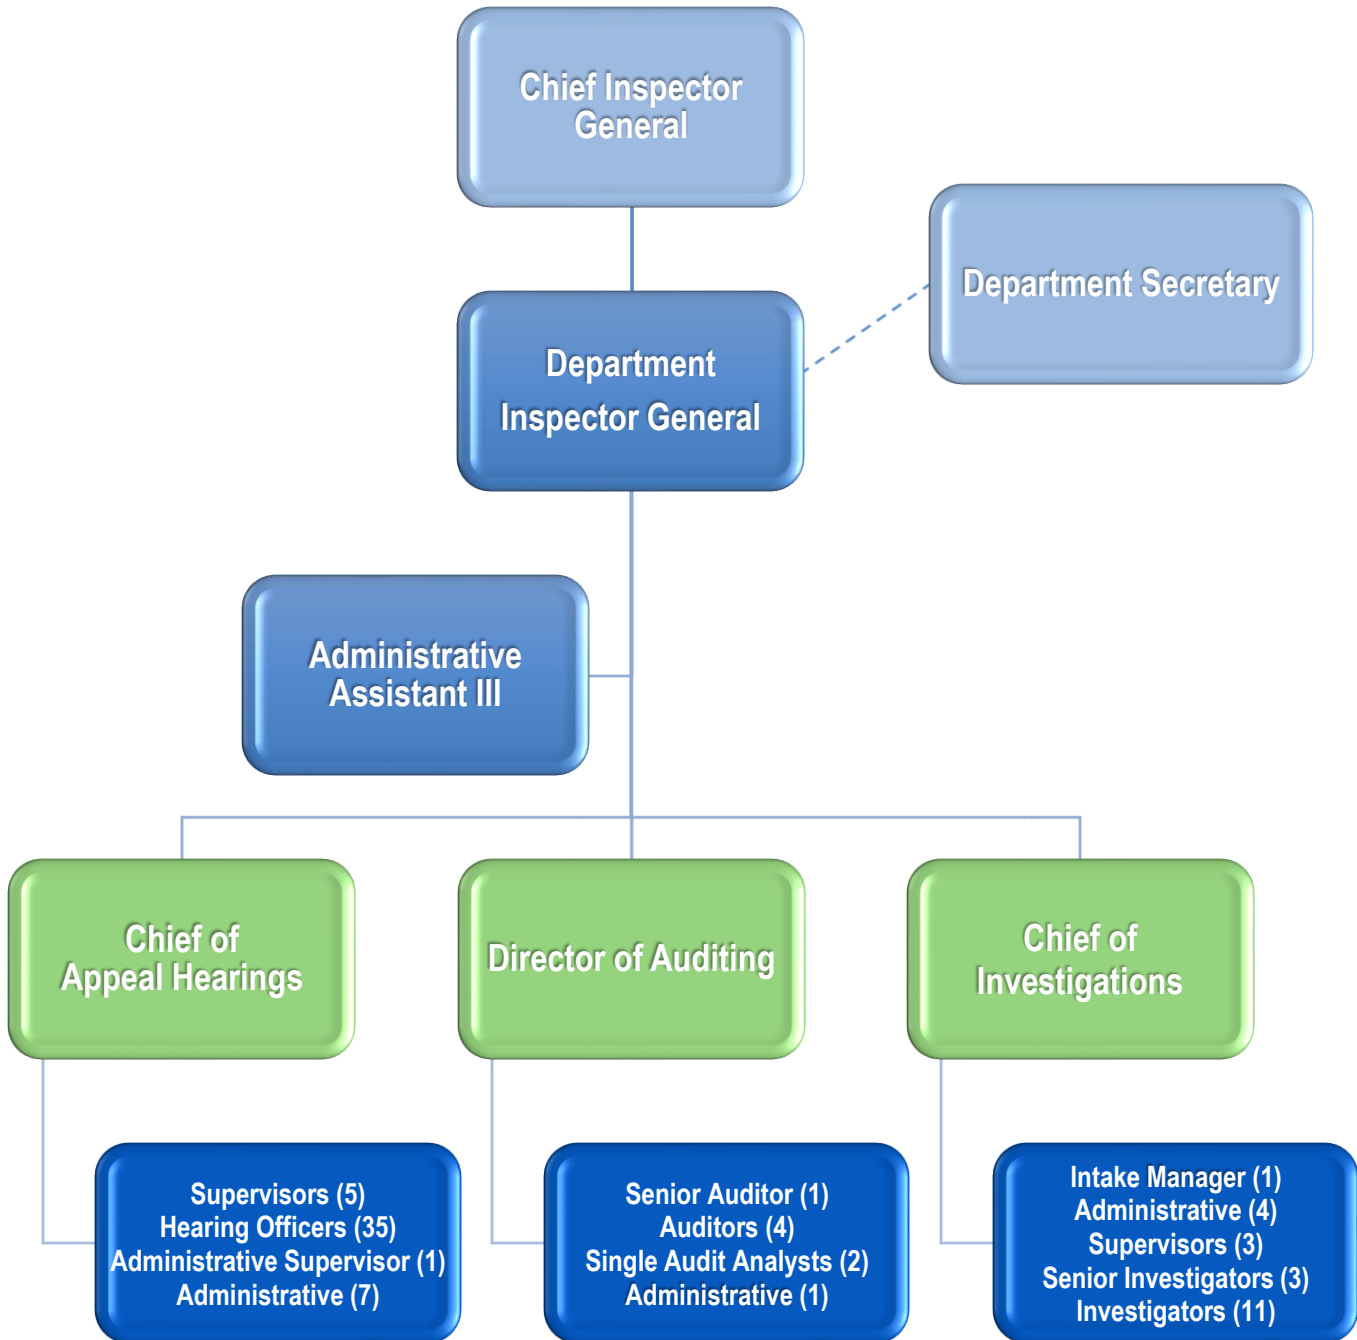 Chief Inspector
General
Department Secretary
Department
Inspector General
Administrative
Assistant III
Chief of
Appeal Hearings
Director of Auditing
Chief of
Investigations
Supervisors (5)
Hearing Officers (35)
Administrative Supervisor (1)
Administrative (7)
Senior Auditor (1)
Auditors (4)
Single Audit Analysts (2)
Administrative (1)
Intake Manager (1)
Administrative (4)
Supervisors (3)
Senior Investigators (3)
Investigators (11)